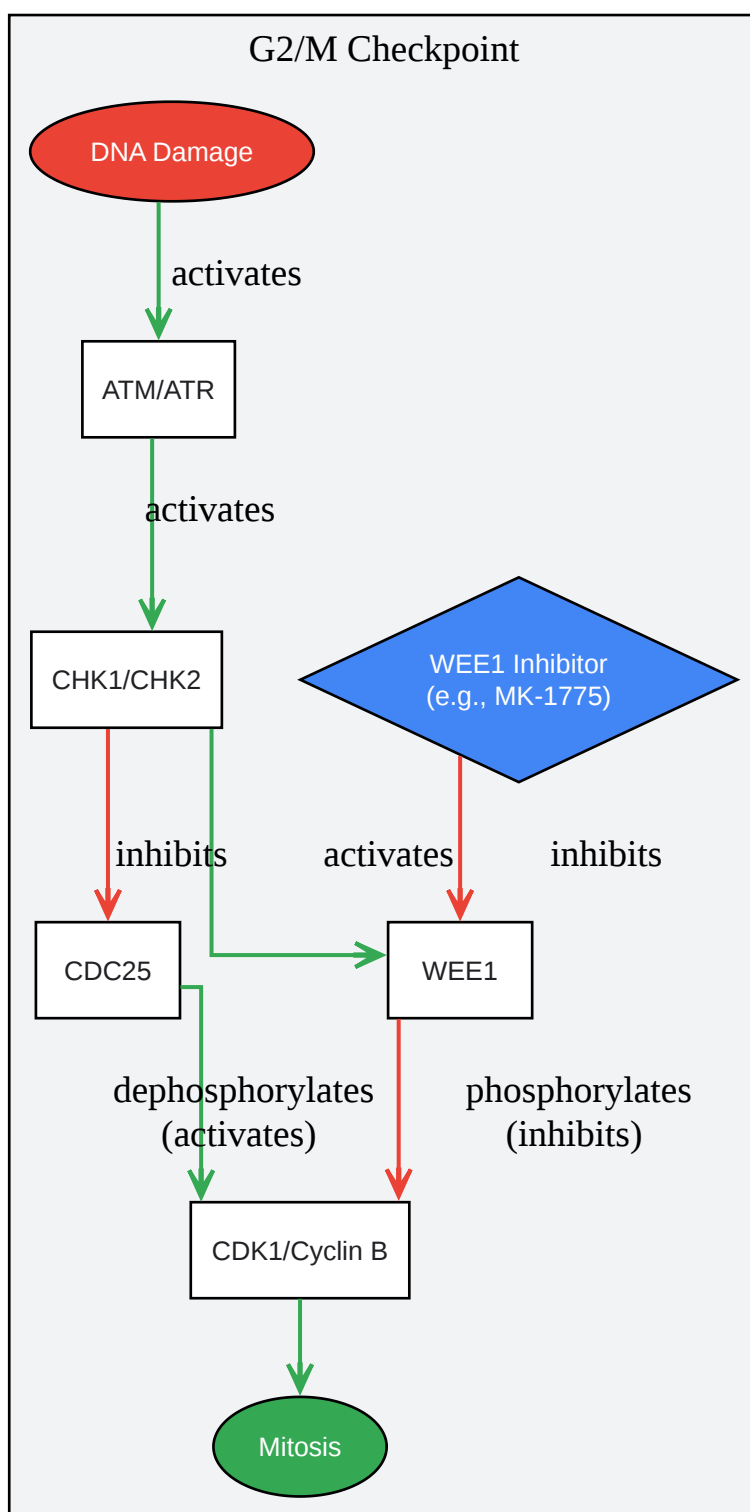 G2/M Checkpoint
DNA Damage
activates
ATM/ATR
activates
CHK1/CHK2
WEE1 Inhibitor
(e.g., MK-1775)
inhibits
activates
inhibits
CDC25
WEE1
dephosphorylates
(activates)
phosphorylates
(inhibits)
CDK1/Cyclin B
Mitosis